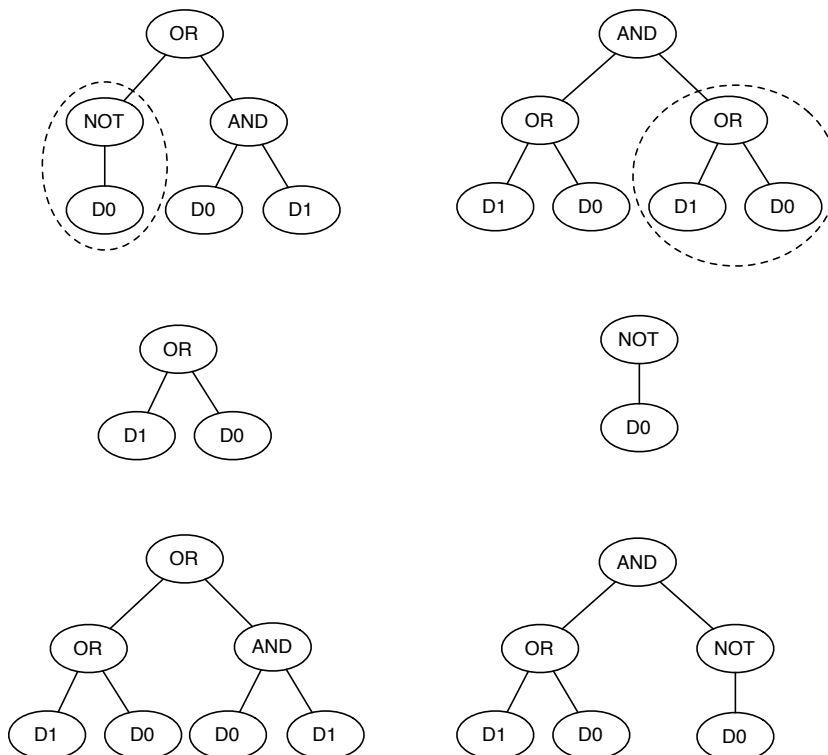 OR AND
NOT AND OR OR
D0 D0 D1 D1 D0 D1 D0
OR NOT
D1 D0 D0
OR AND
OR AND OR NOT
D1 D0 D0 D1 D1 D0 D0